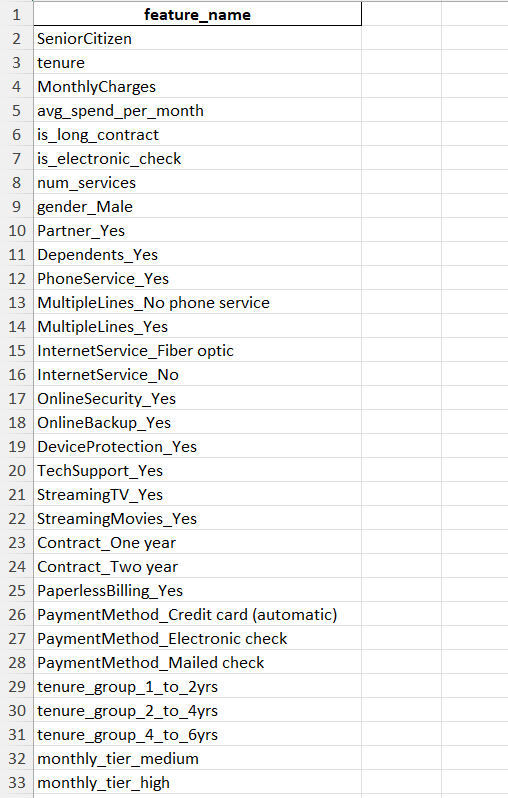 1 feature_name
2 SeniorCitizen
3 tenure
4 MonthlyCharges
5 avg_spend_per_month
6 is_long_contract
7 is_electronic_check
8 num_services
9 gender_Male
10 Partner_Yes
11 Dependents_Yes
12 PhoneService_Yes
13 MultipleLines_No phone service
14 MultipleLines_Yes
15 InternetService_Fiber optic
16 InternetService_No
17 OnlineSecurity_Yes
18 OnlineBackup_Yes
19 DeviceProtection_Yes
20 TechSupport_Yes
21 StreamingTV_Yes
22 StreamingMovies_Yes
23 Contract_One year
24 Contract_Two year
25 PaperlessBilling_Yes
26 PaymentMethod_Credit card (automatic)
27 PaymentMethod_Electronic check
28 PaymentMethod_Mailed check
29 tenure_group_1_to_2yrs
30 tenure_group_2_to_4yrs
31 tenure_group_4_to_6yrs
32 monthly_tier_medium
33 monthly_tier_high